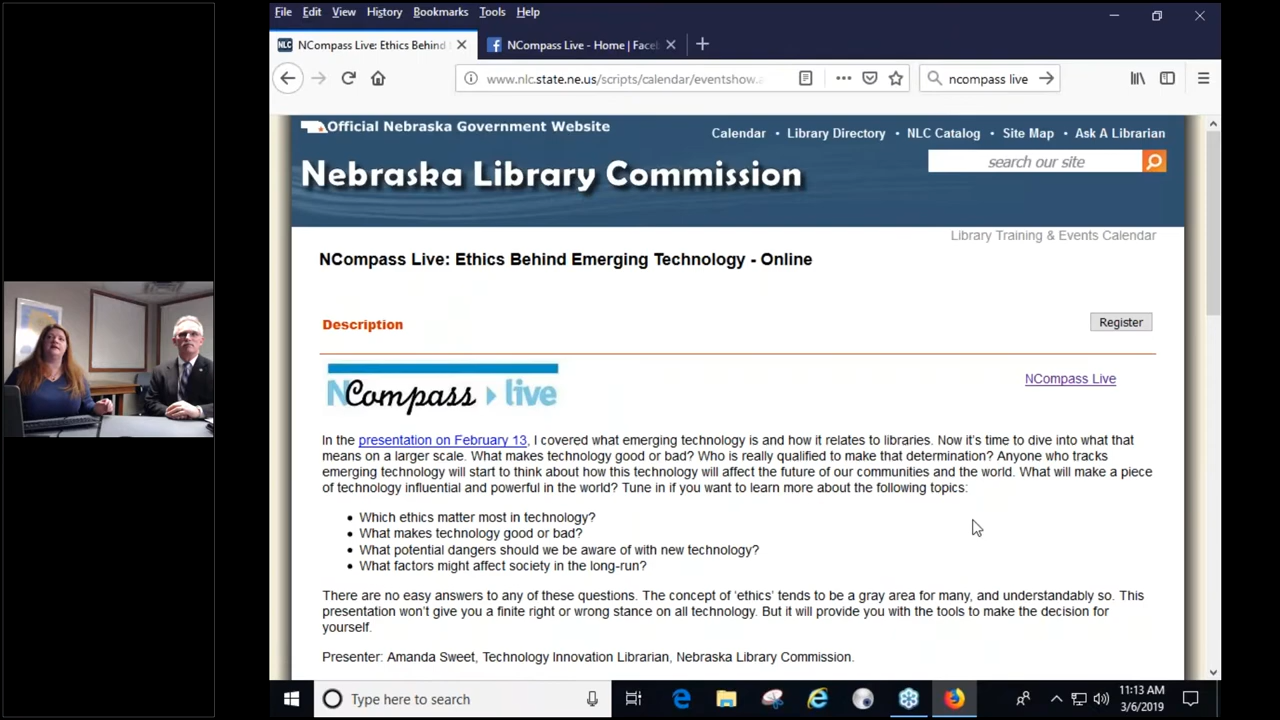 File Edit View History Bookmarks Tools Help
NCompass Live: Ethics Behind
NCompass Live - Home | Face
www.nlc.state.ne.us/scripts/calendar/eventshow.
ncompass live
Official Nebraska Government Website
Calendar • Library Directory • NLC Catalog • Site Map • Ask A Librarian
Nebraska Library Commission
search our site
Library Training & Events Calendar
NCompass Live: Ethics Behind Emerging Technology - Online
Description
Register
NLC
NCompass live
NCompass Live
In the presentation on February 13, I covered what emerging technology is and how it relates to libraries. Now it's time to dive into what that
means on a larger scale. What makes technology good or bad? Who is really qualified to make that determination? Anyone who tracks
emerging technology will start to think about how this technology will affect the future of our communities and the world. What will make a piece
of technology influential and powerful in the world? Tune in if you want to learn more about the following topics:
• Which ethics matter most in technology?
• What makes technology good or bad?
• What potential dangers should we be aware of with new technology?
• What factors might affect society in the long-run?
There are no easy answers to any of these questions. The concept of 'ethics' tends to be a gray area for many, and understandably so. This
presentation won't give you a finite right or wrong stance on all technology. But it will provide you with the tools to make the decision for
yourself.
Presenter: Amanda Sweet, Technology Innovation Librarian, Nebraska Library Commission.
Type here to search
11:13 AM
3/6/2019